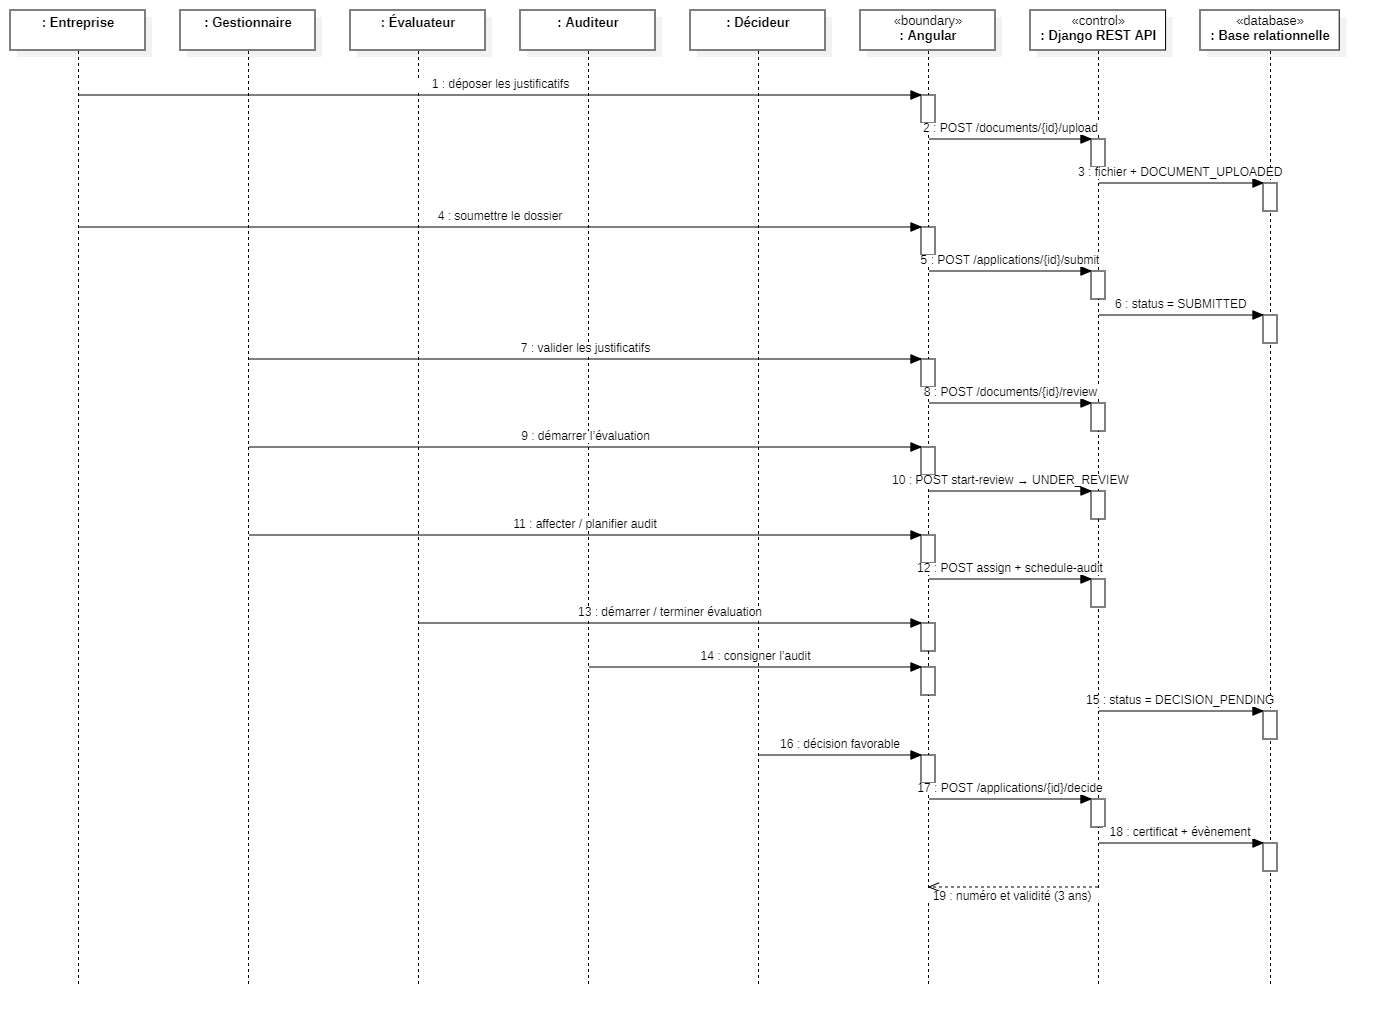 : Entreprise
: Gestionnaire
: Évaluateur
: Auditeur
: Décideur
«boundary»
: Angular
«control»
: Django REST API
«database»
: Base relationnelle
1 : déposer les justificatifs
2 : POST /documents/{id}/upload
3 : fichier + DOCUMENT_UPLOADED
4 : soumettre le dossier
5 : POST /applications/{id}/submit
6 : status = SUBMITTED
7 : valider les justificatifs
8 : POST /documents/{id}/review
9 : démarrer l'évaluation
10 : POST start-review → UNDER_REVIEW
11 : affecter / planifier audit
12 : POST assign + schedule-audit
13 : démarrer / terminer évaluation
14 : consigner l'audit
15 : status = DECISION_PENDING
16 : décision favorable
17 : POST /applications/{id}/decide
18 : certificat + évènement
19 : numéro et validité (3 ans)